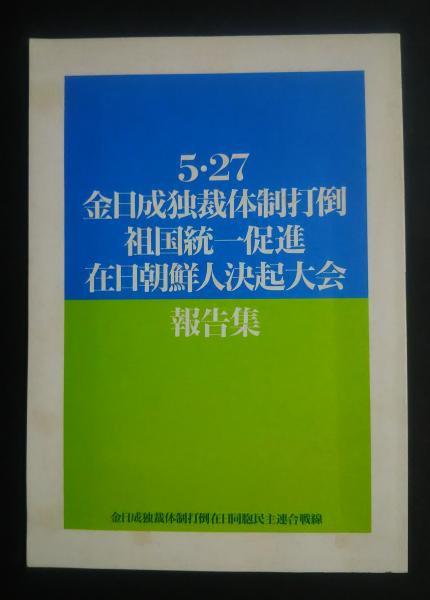 5・27
金日成独裁体制打倒
祖国統一促進
在日朝鮮人決起大会
報告集
金日成独裁体制打倒在日同胞民主連合戦線